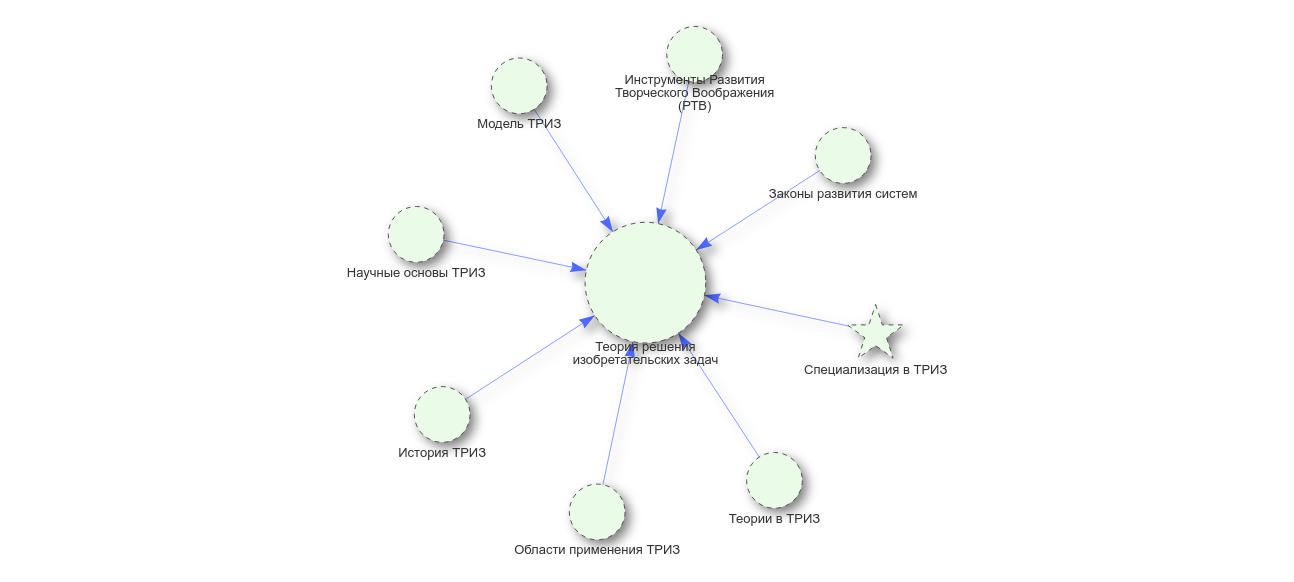 Инструменты Развития
Творческого Воображения
(РТВ)
Модель ТРИЗ
Законы развития систем
Научные основы ТРИЗ
Теория решения
изобретательских задач
Специализация в ТРИЗ
История ТРИЗ
Теории в ТРИЗ
Области применения ТРИЗ